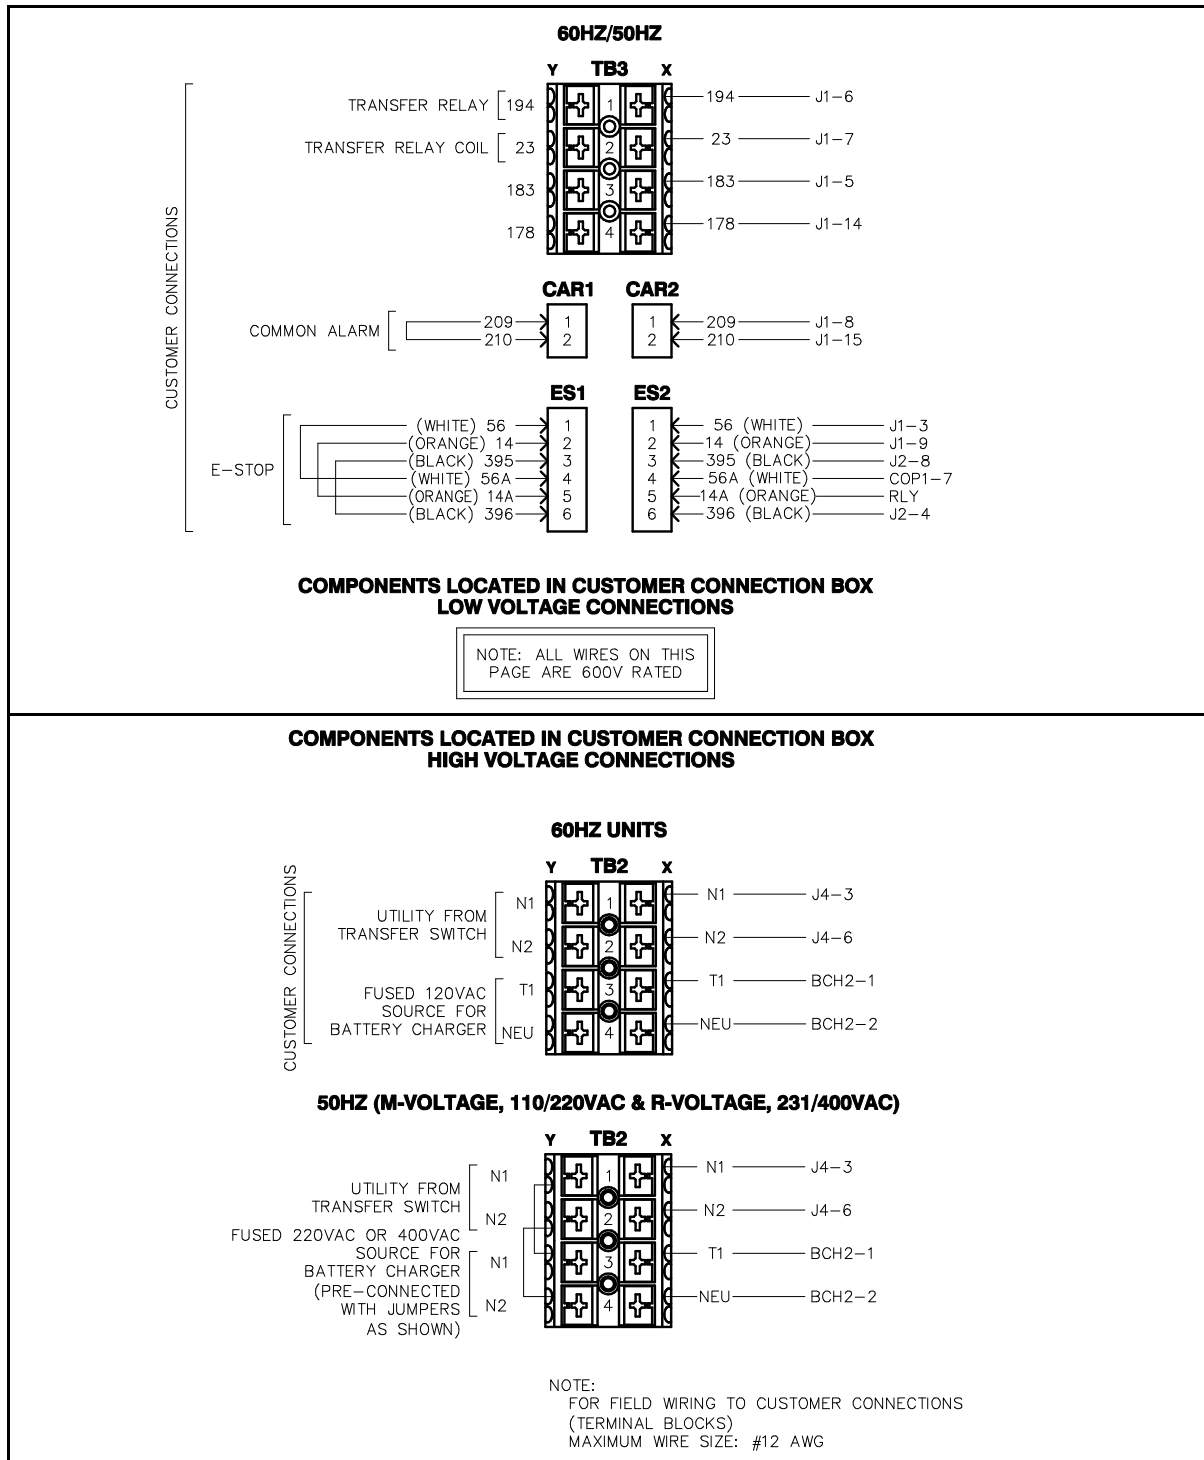 60HZ/50HZ
Y TB3 X
TRANSFER RELAY 194 1 194 J1-6
TRANSFER RELAY COIL 23 2 23 J1-7
183 3 183 J1-5
178 4 178 J1-14
CUSTOMER CONNECTIONS
CAR1 CAR2
COMMON ALARM
209 1 1 209 J1-8
210 2 2 210 J1-15
ES1 ES2
E-STOP
(WHITE) 56 1 1 56 (WHITE) J1-3
(ORANGE) 14 2 2 14 (ORANGE) J1-9
(BLACK) 395 3 3 395 (BLACK) J2-8
(WHITE) 56A 4 4 56A (WHITE) COP1-7
(ORANGE) 14A 5 5 14A (ORANGE) RLY
(BLACK) 396 6 6 396 (BLACK) J2-4
COMPONENTS LOCATED IN CUSTOMER CONNECTION BOX
LOW VOLTAGE CONNECTIONS
NOTE: ALL WIRES ON THIS
PAGE ARE 600V RATED
COMPONENTS LOCATED IN CUSTOMER CONNECTION BOX
HIGH VOLTAGE CONNECTIONS
60HZ UNITS
Y TB2 X
CUSTOMER CONNECTIONS
UTILITY FROM
TRANSFER SWITCH
N1 1 N1 J4-3
N2 2 N2 J4-6
FUSED 120VAC
SOURCE FOR
BATTERY CHARGER
T1 3 T1 BCH2-1
NEU 4 NEU BCH2-2
50HZ (M-VOLTAGE, 110/220VAC & R-VOLTAGE, 231/400VAC)
Y TB2 X
UTILITY FROM
TRANSFER SWITCH
N1 1 N1 J4-3
N2 2 N2 J4-6
FUSED 220VAC OR 400VAC
SOURCE FOR
BATTERY CHARGER
(PRE-CONNECTED
WITH JUMPERS
AS SHOWN)
N1 3 T1 BCH2-1
N2 4 NEU BCH2-2
NOTE:
FOR FIELD WIRING TO CUSTOMER CONNECTIONS
(TERMINAL BLOCKS)
MAXIMUM WIRE SIZE: #12 AWG